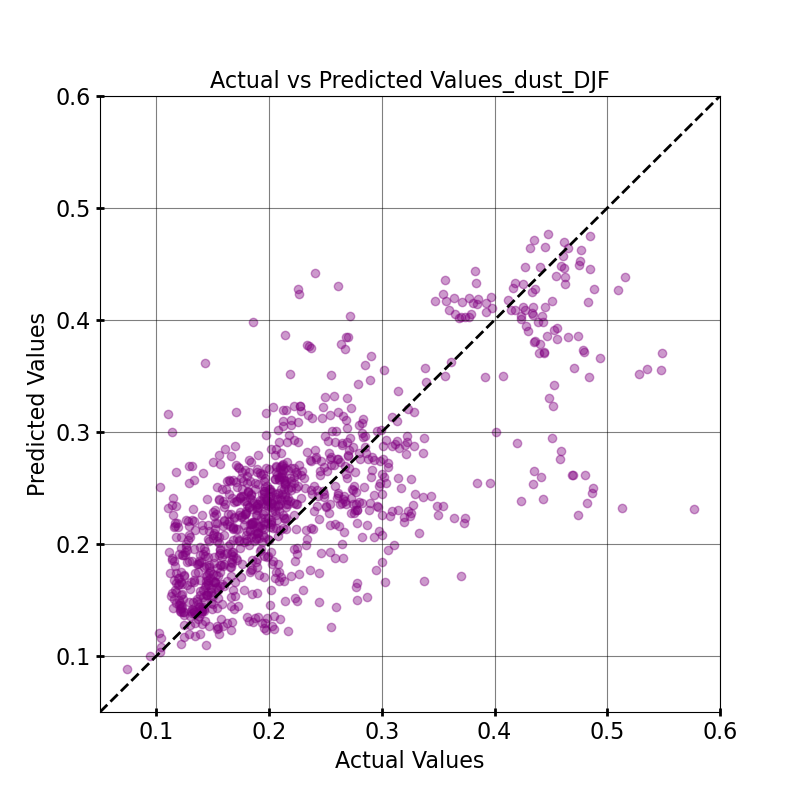 Actual vs Predicted Values_dust_DJF
0.6
0.5
0.4
0.3
0.2
0.1
Predicted Values
0.1 0.2 0.3 0.4 0.5 0.6
Actual Values